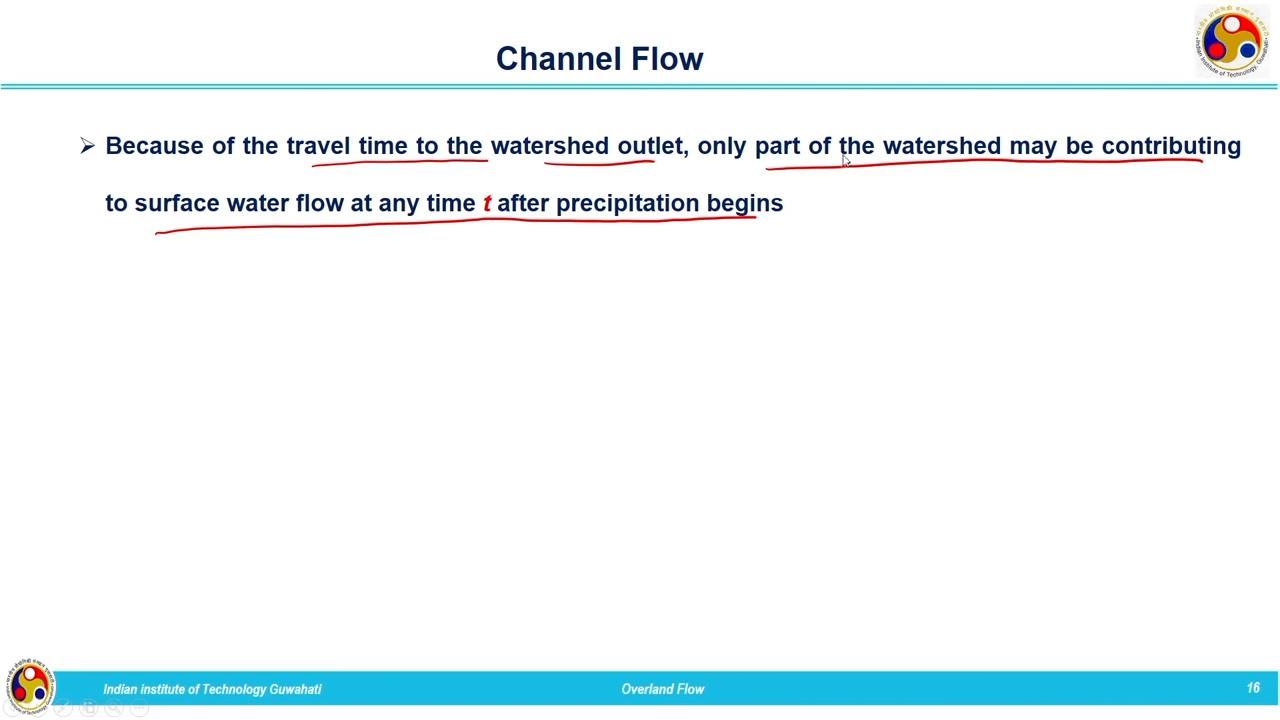 Channel Flow
Because of the travel time to the watershed outlet, only part of the watershed may be contributing
to surface water flow at any time t after precipitation begins
Indian institute of Technology Guwahati
Overland Flow
16